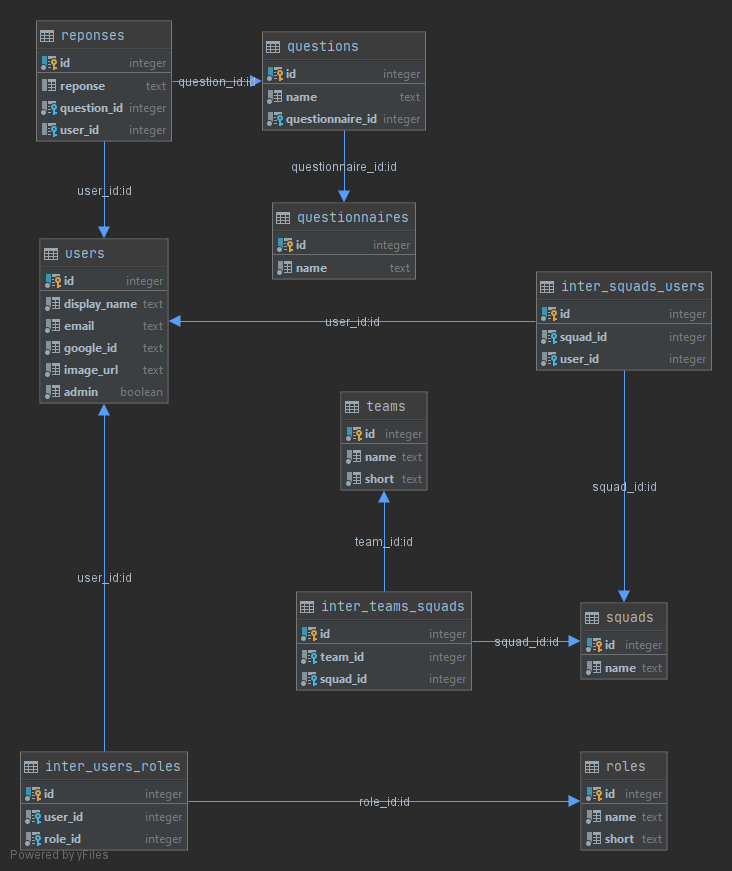 reponses
id integer
reponse text
question_id integer
user_id integer
question_id:id
questions
id integer
name text
questionnaire_id integer
questionnaire_id:id
user_id:id
questionnaires
id integer
name text
users
id integer
display_name text
email text
google_id text
image_url text
admin boolean
user_id:id
inter_squads_users
id integer
squad_id integer
user_id integer
squad_id:id
teams
id integer
name text
short text
team_id:id
user_id:id
inter_teams_squads
id integer
team_id integer
squad_id integer
squad_id:id
squads
id integer
name text
inter_users_roles
id integer
user_id integer
role_id integer
role_id:id
roles
id integer
name text
short text
Powered by yFiles